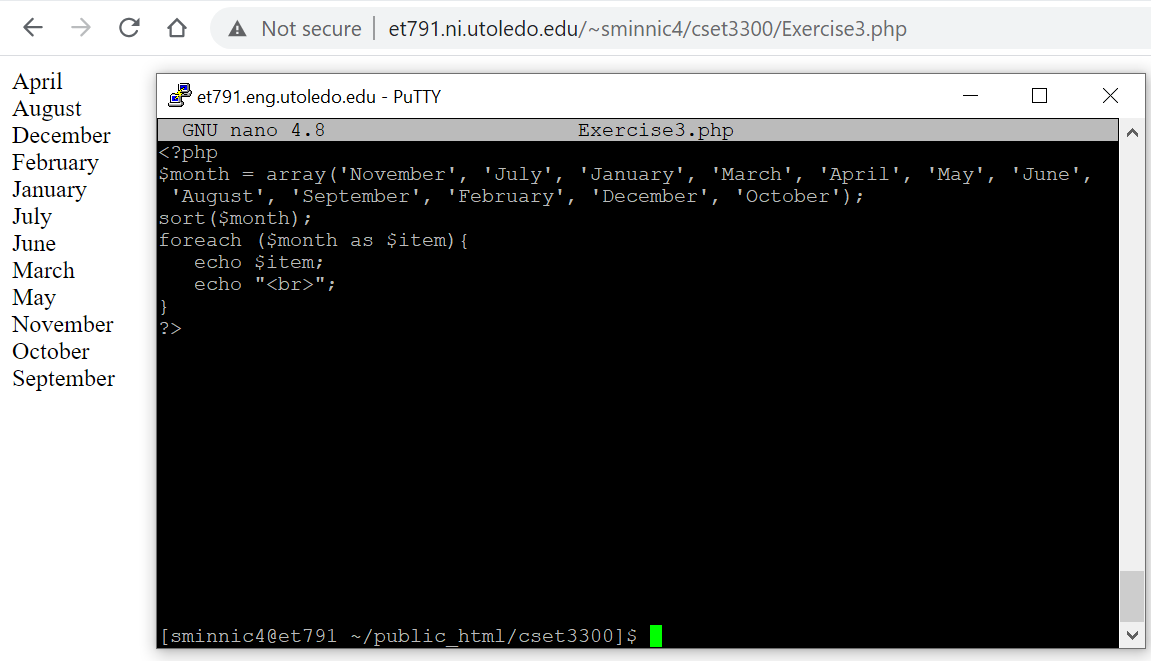 Not secure | et791.ni.utoledo.edu/~sminnic4/cset3300/Exercise3.php
April
August
December
February
January
July
June
March
May
November
October
September
et791.eng.utoledo.edu - PuTTY
GNU nano 4.8 Exercise3.php
<?php
$month = array('November', 'July', 'January', 'March', 'April', 'May', 'June',
 'August', 'September', 'February', 'December', 'October');
sort($month);
foreach ($month as $item){
   echo $item;
   echo "<br>";
}
?>
[sminnic4@et791 ~/public_html/cset3300]$